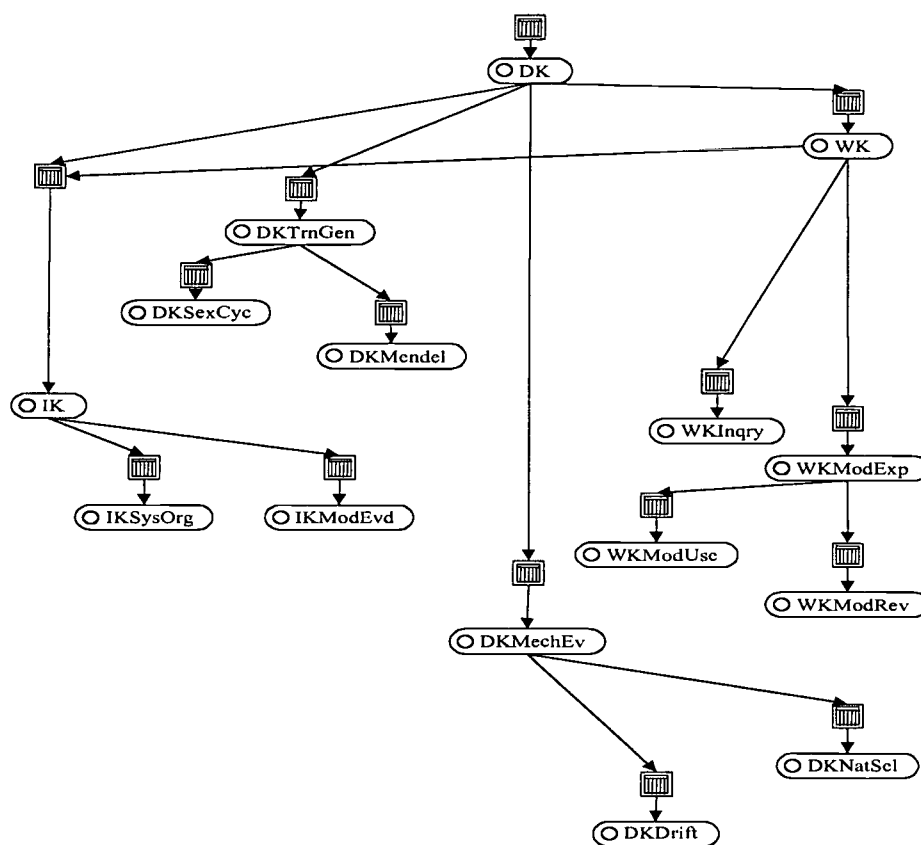 DK
WK
DKTrnGen
DKSexCyc
DKMendel
IK
WKInqry
WKModExp
IKSysOrg
IKModEvd
WKModUse
WKModRev
DKMechEv
DKNatSel
DKDrift